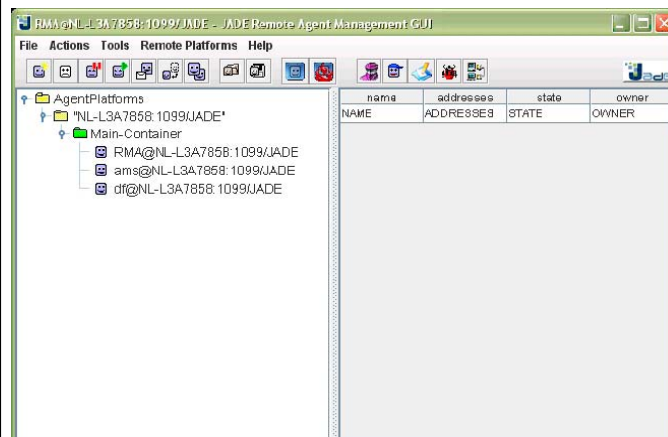 RMA@NL-L3A7858:1099/JADE - JADE Remote Agent Management GUI
File Actions Tools Remote Platforms Help
Jade
AgentPlatforms
"NL-L3A7858:1099/JADE"
Main-Container
RMA@NL-L3A7858:1099/JADE
ams@NL-L3A7858:1099/JADE
df@NL-L3A7858:1099/JADE
name addresses state owner
NAME ADDRESSES STATE OWNER